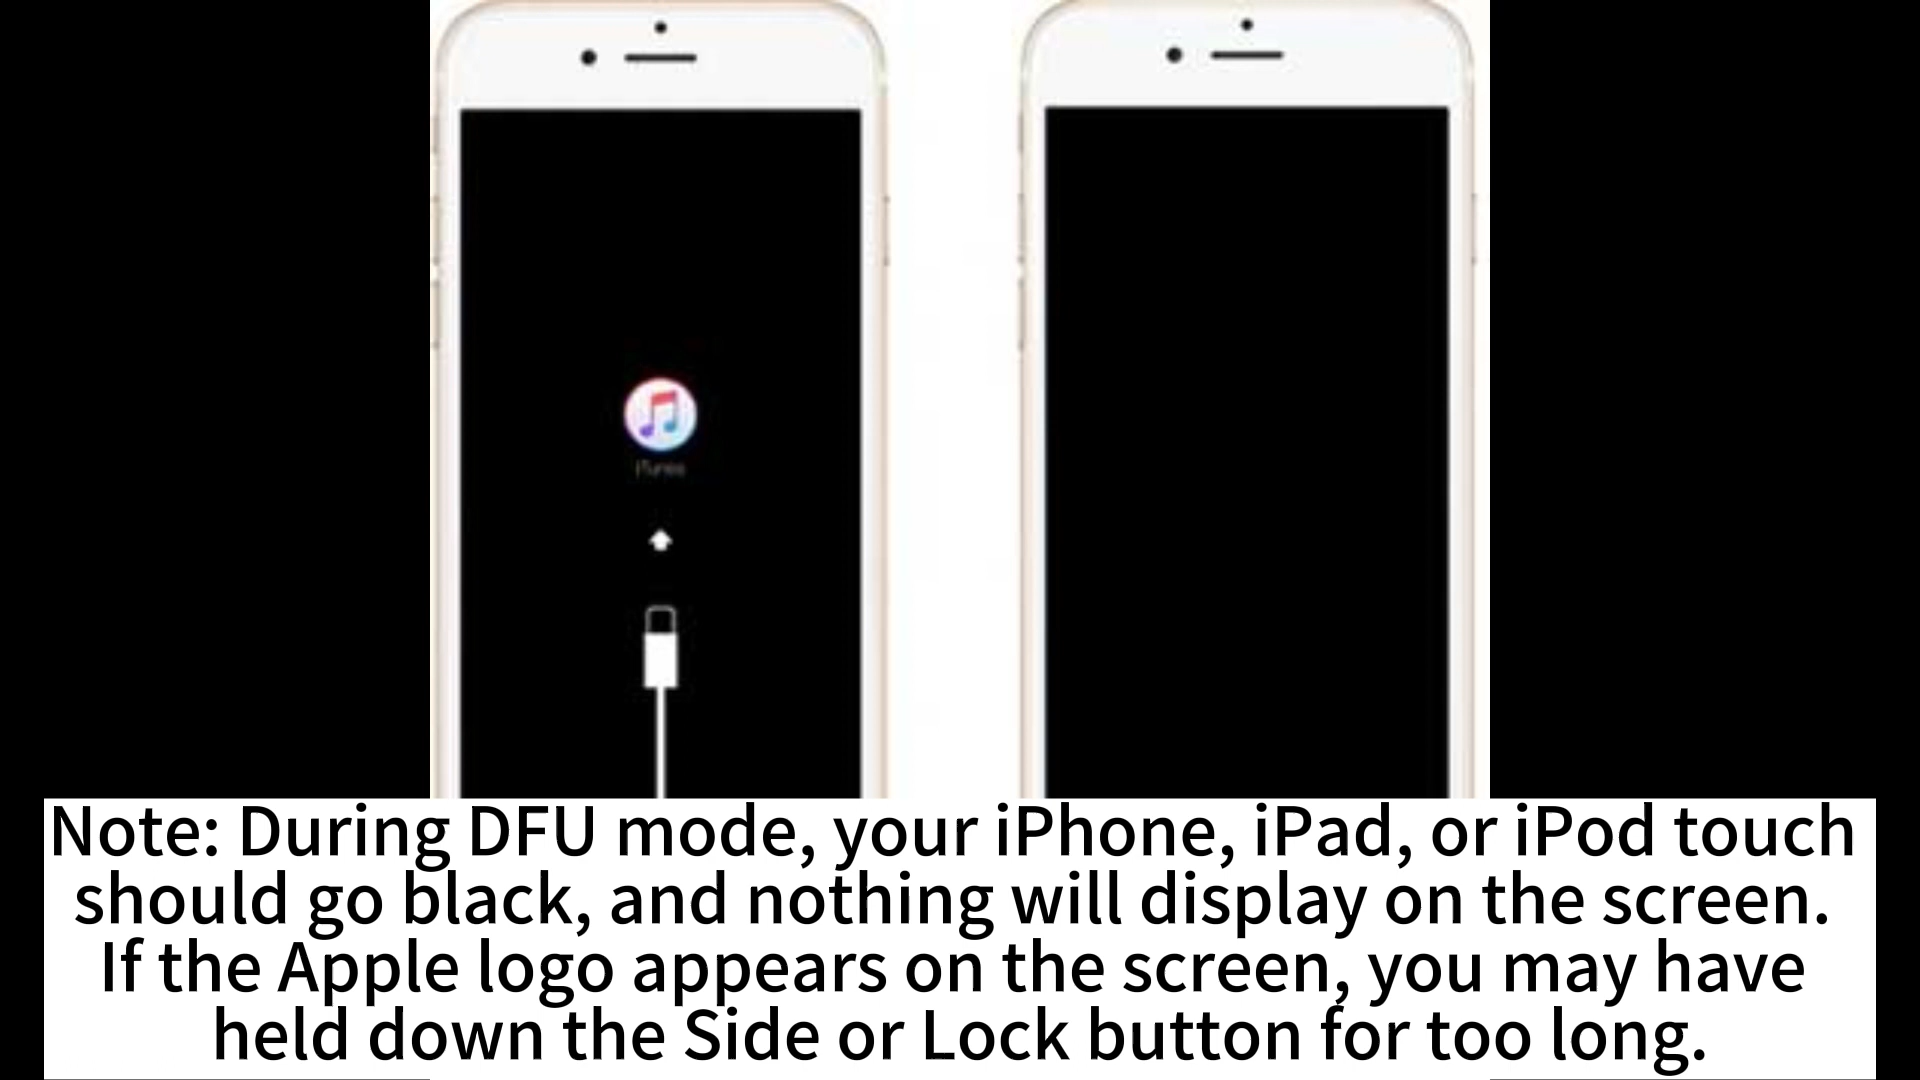 iTunes
Note: During DFU mode, your iPhone, iPad, or iPod touch
should go black, and nothing will display on the screen.
If the Apple logo appears on the screen, you may have
held down the Side or Lock button for too long.